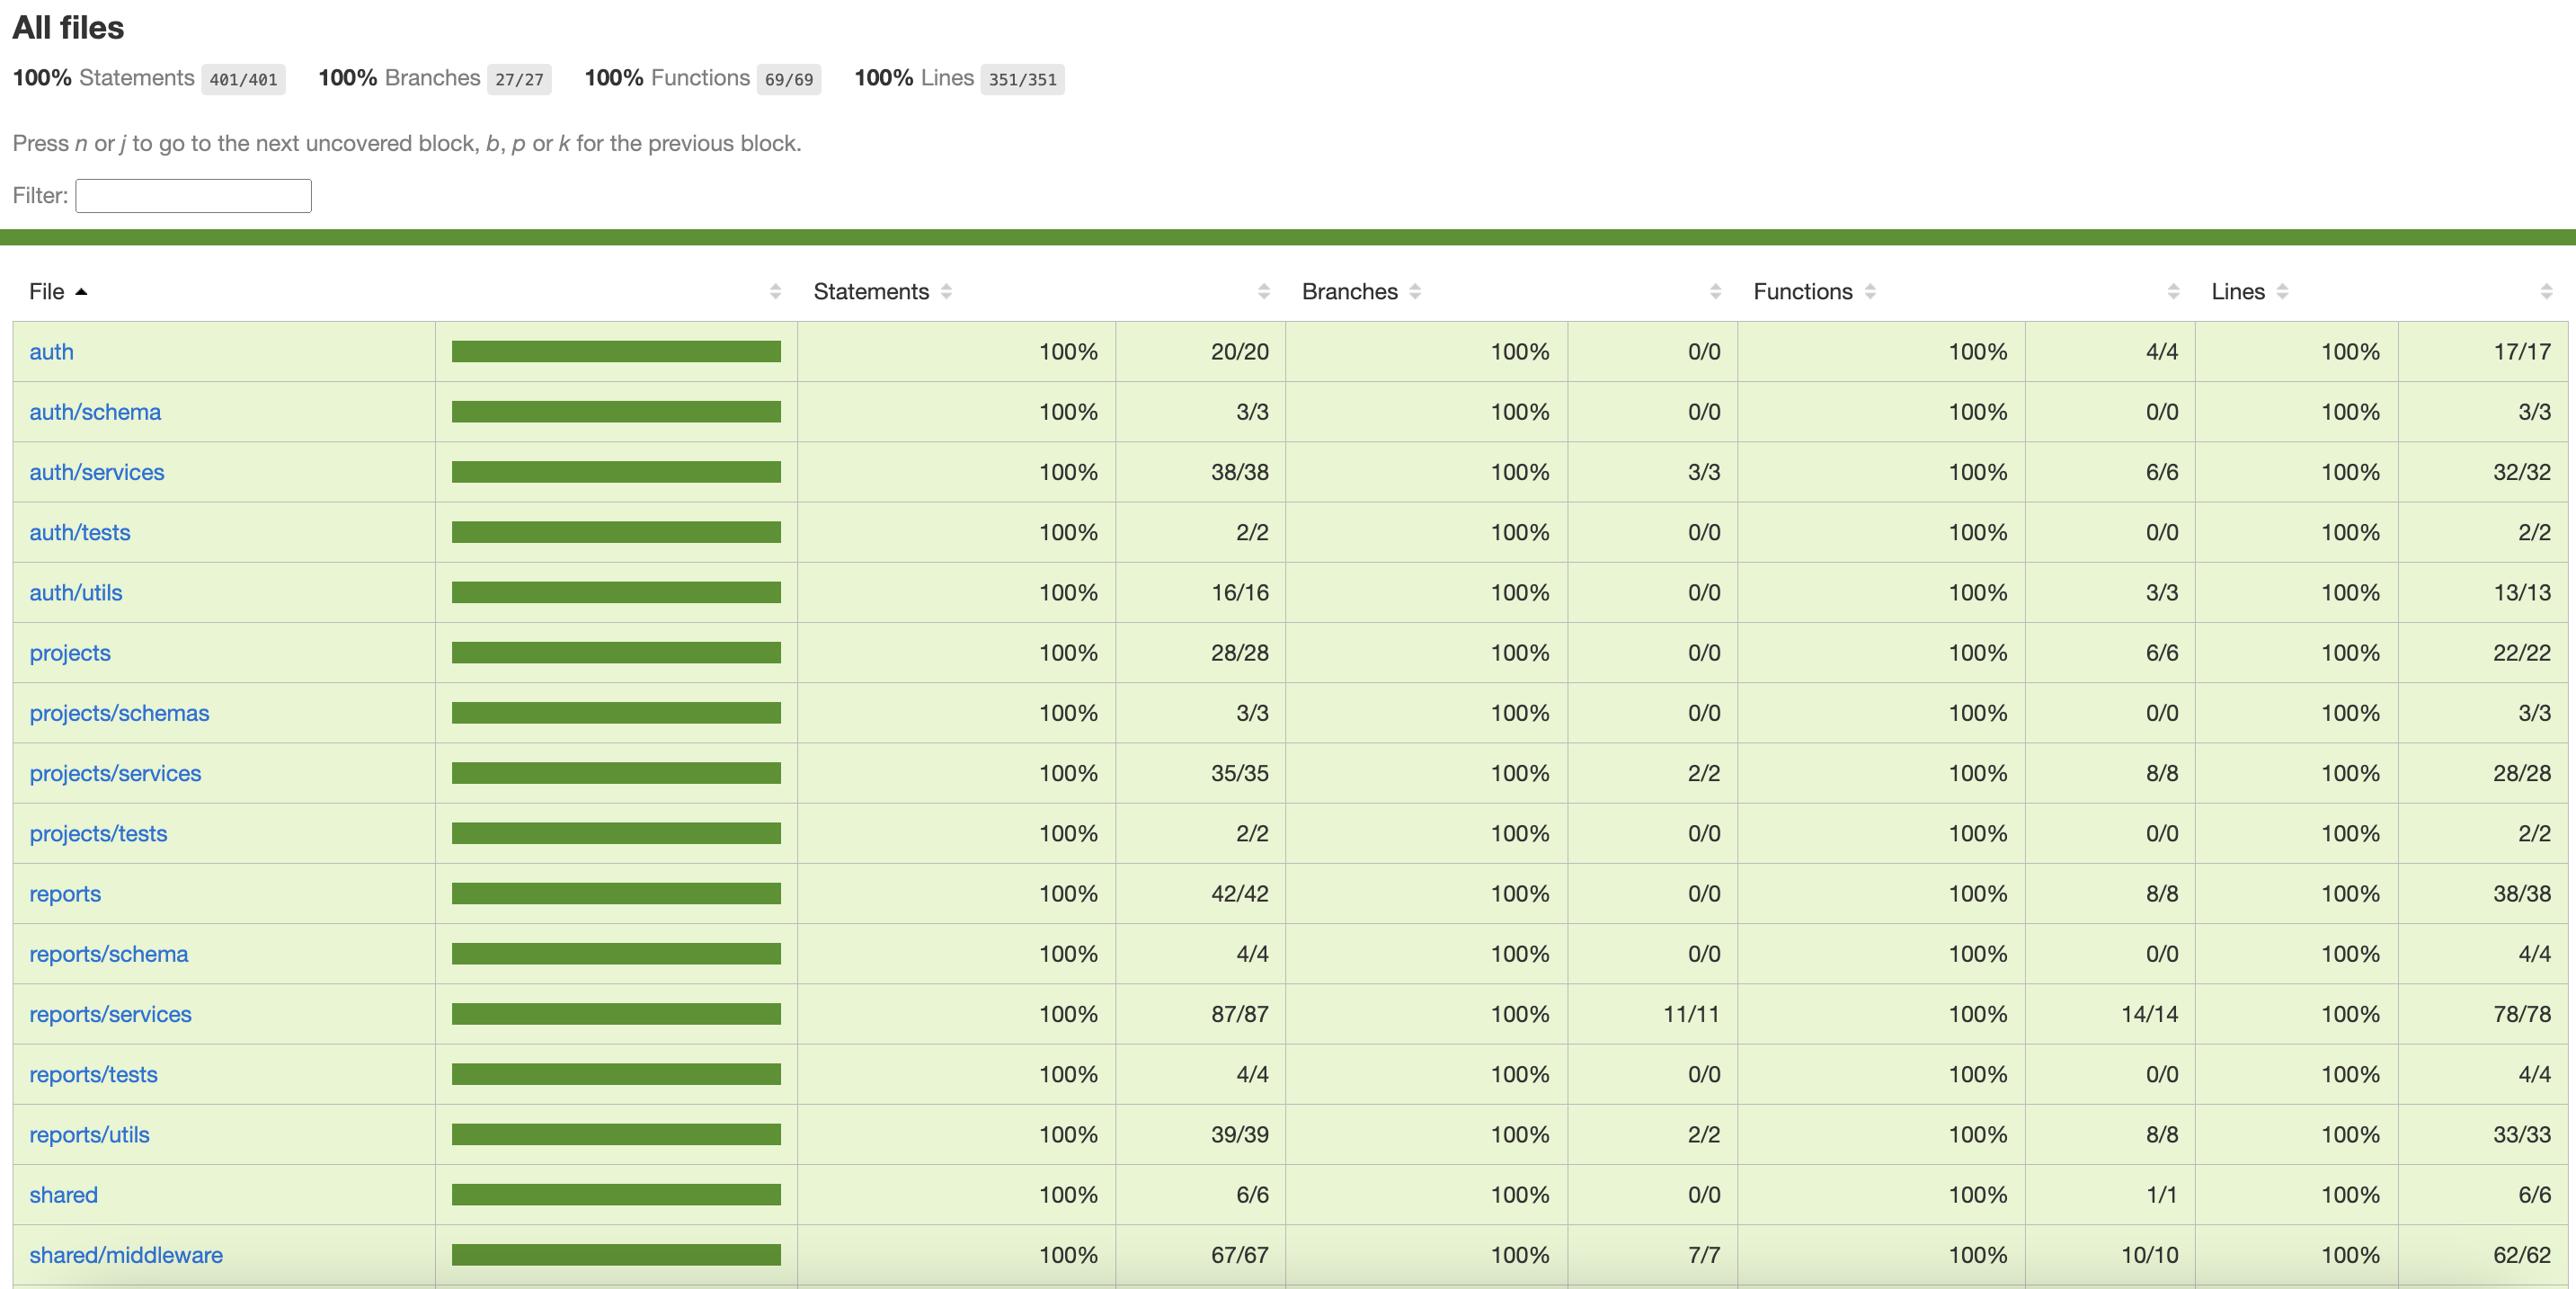 All files
100% Statements 401/401 100% Branches 27/27 100% Functions 69/69 100% Lines 351/351
Press n or j to go to the next uncovered block, b, p or k for the previous block.
Filter:
File Statements Branches Functions Lines
auth 100% 20/20 100% 0/0 100% 4/4 100% 17/17
auth/schema 100% 3/3 100% 0/0 100% 0/0 100% 3/3
auth/services 100% 38/38 100% 3/3 100% 6/6 100% 32/32
auth/tests 100% 2/2 100% 0/0 100% 0/0 100% 2/2
auth/utils 100% 16/16 100% 0/0 100% 3/3 100% 13/13
projects 100% 28/28 100% 0/0 100% 6/6 100% 22/22
projects/schemas 100% 3/3 100% 0/0 100% 0/0 100% 3/3
projects/services 100% 35/35 100% 2/2 100% 8/8 100% 28/28
projects/tests 100% 2/2 100% 0/0 100% 0/0 100% 2/2
reports 100% 42/42 100% 0/0 100% 8/8 100% 38/38
reports/schema 100% 4/4 100% 0/0 100% 0/0 100% 4/4
reports/services 100% 87/87 100% 11/11 100% 14/14 100% 78/78
reports/tests 100% 4/4 100% 0/0 100% 0/0 100% 4/4
reports/utils 100% 39/39 100% 2/2 100% 8/8 100% 33/33
shared 100% 6/6 100% 0/0 100% 1/1 100% 6/6
shared/middleware 100% 67/67 100% 7/7 100% 10/10 100% 62/62